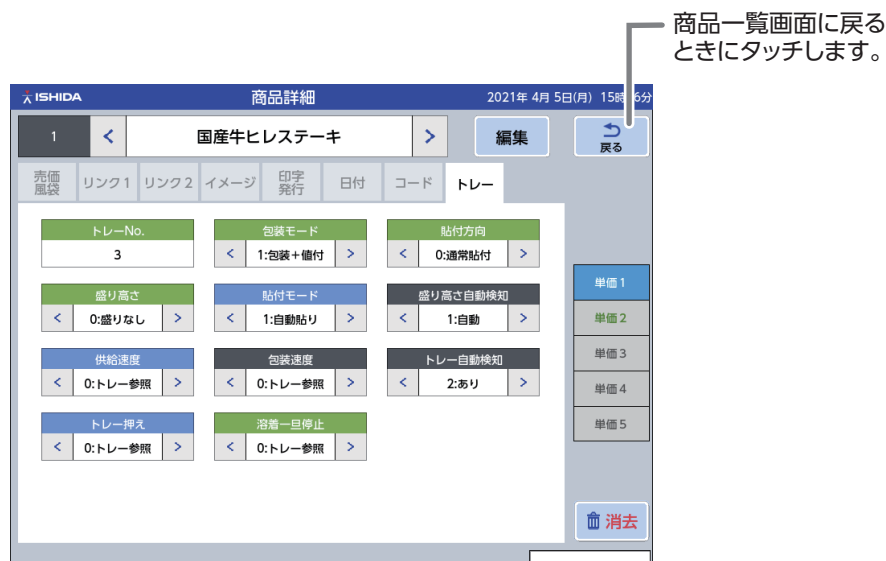 商品一覧画面に戻る
ときにタッチします。
ISHIDA 商品詳細 2021年 4月 5日(月) 15時 6分
1 < 国産牛ヒレステーキ > 編集 戻る
売価
風袋 リンク1 リンク2 イメージ 印字
発行 日付 コード トレー
トレーNo. 包装モード 貼付方向
3 < 1:包装+値付 > < 0:通常貼付 >
単価1
盛り高さ 貼付モード 盛り高さ自動検知
< 0:盛りなし > < 1:自動貼り > < 1:自動 > 単価2
供給速度 包装速度 トレー自動検知 単価3
< 0:トレー参照 > < 0:トレー参照 > < 2:あり > 単価4
トレー押え 溶着一旦停止 単価5
< 0:トレー参照 > < 0:トレー参照 >
消去